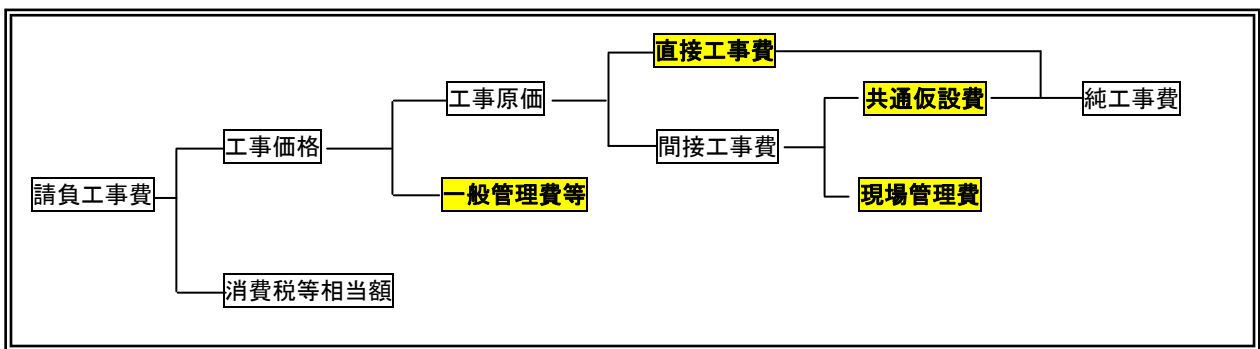 直接工事費
工事原価
共通仮設費
純工事費
工事価格
間接工事費
請負工事費
一般管理費等
現場管理費
消費税等相当額